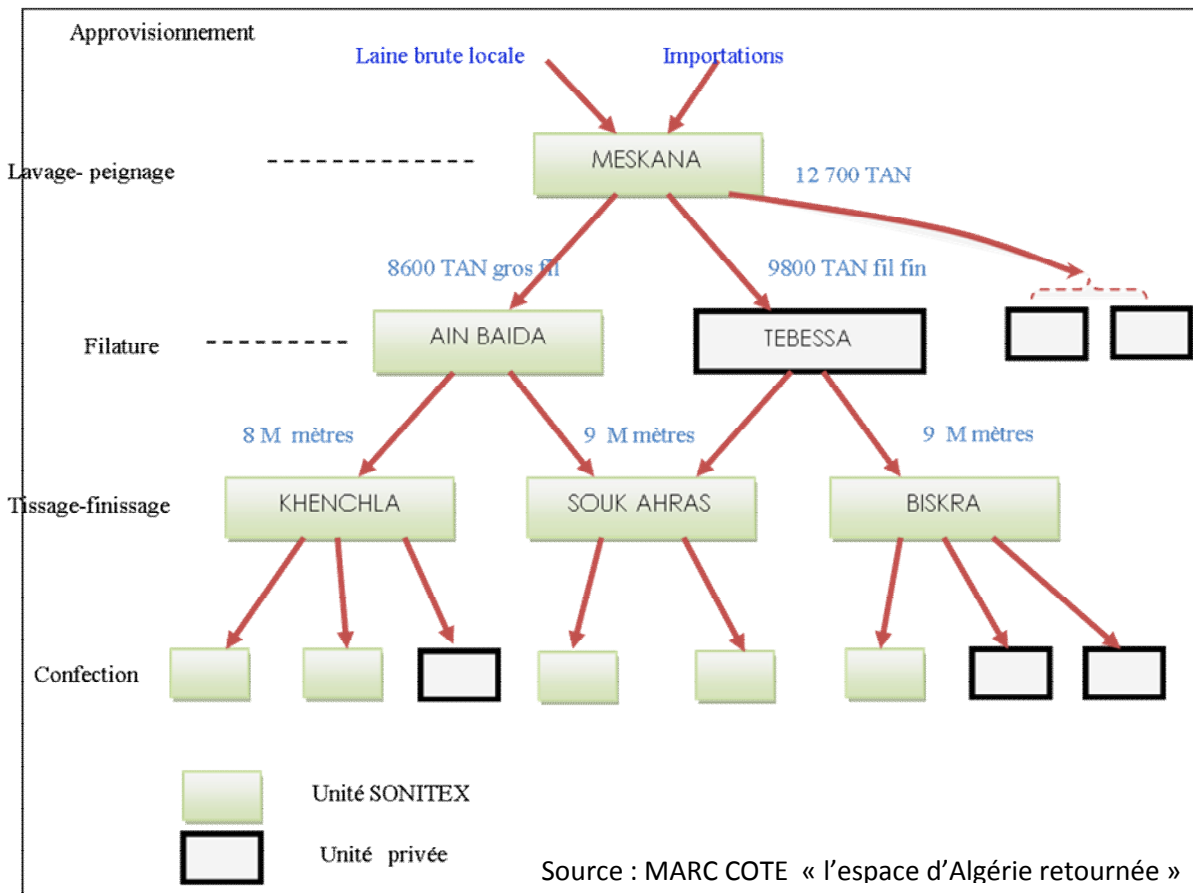 Approvisionnement
Laine brute locale
Importations
MESKANA
Lavage- peignage
12 700 TAN
8600 TAN gros fil
9800 TAN fil fin
AIN BAIDA
TEBESSA
Filature
8 M mètres
9 M mètres
9 M mètres
Tissage-finissage
KHENCHLA
SOUK AHRAS
BISKRA
Confection
Unité SONITEX
Unité privée
Source : MARC COTE « l’espace d’Algérie retournée »